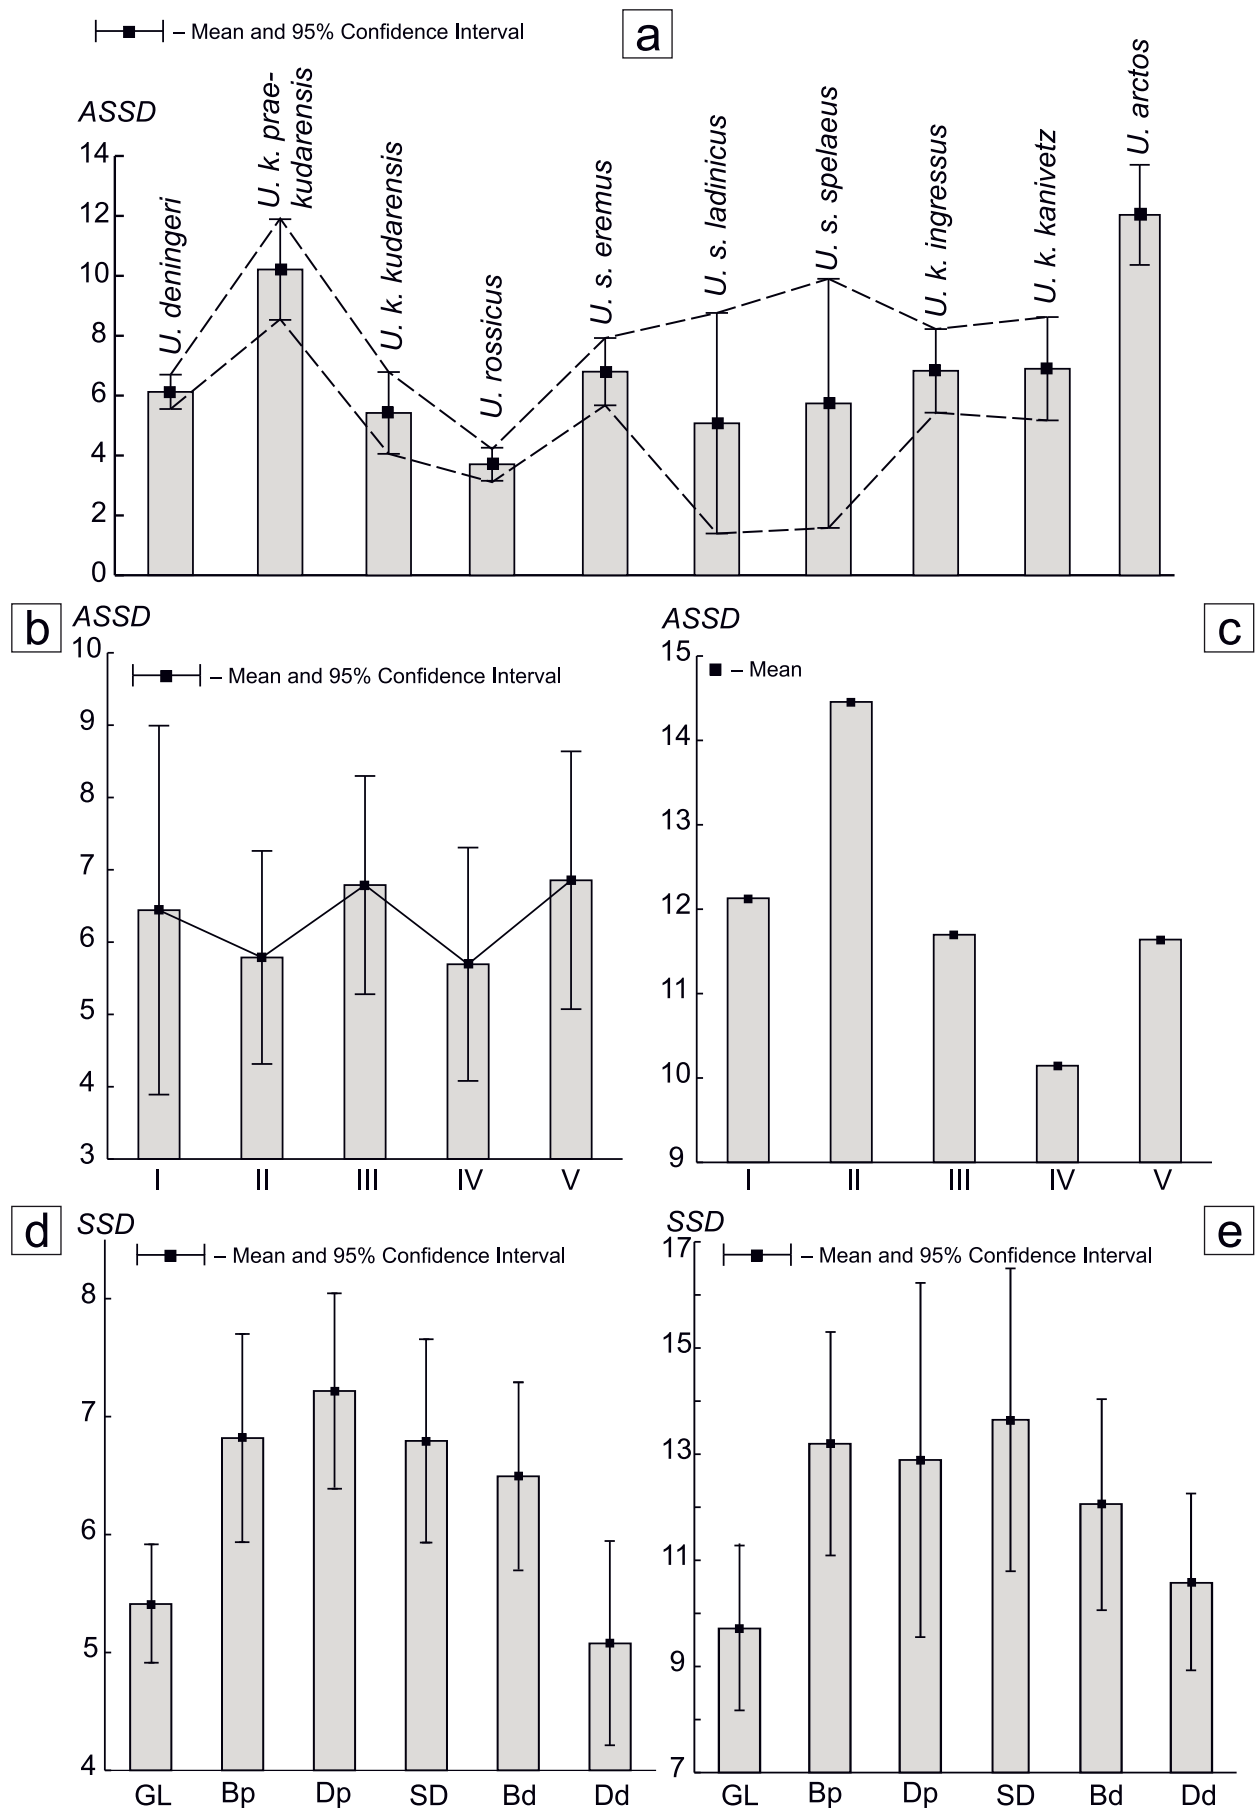 – Mean and 95% Confidence Interval
a
ASSD
14
12
10
8
6
4
2
0
U. deningeri
U. k. prae-
kudarensis
U. k. kudarensis
U. rossicus
U. s. eremus
U. s. ladinicus
U. s. spelaeus
U. k. ingressus
U. k. kanivetz
U. arctos
b
ASSD
– Mean and 95% Confidence Interval
10
9
8
7
6
5
4
3
I II III IV V
c
ASSD
– Mean
15
14
13
12
11
10
9
I II III IV V
d
SSD
– Mean and 95% Confidence Interval
8
7
6
5
4
GL Bp Dp SD Bd Dd
e
SSD
– Mean and 95% Confidence Interval
17
15
13
11
9
7
GL Bp Dp SD Bd Dd